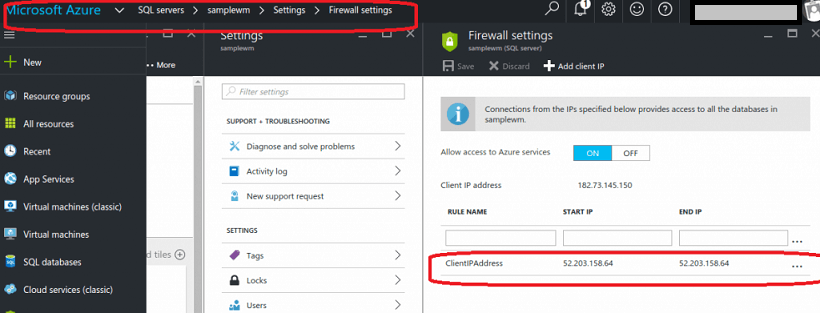 Microsoft Azure SQL servers > samplewm > Settings > Firewall settings
1
New
Resource groups
All resources
Recent
App Services
Virtual machines (classic)
Virtual machines
SQL databases
Cloud services (classic)
More
d tiles
Settings
samplewm
Filter settings
SUPPORT + TROUBLESHOOTING
Diagnose and solve problems
Activity log
New support request
SETTINGS
Tags
Locks
Users
Firewall settings
samplewm (SQL server)
Save Discard Add client IP
Connections from the IPs specified below provides access to all the databases in
samplewm.
Allow access to Azure services ON OFF
Client IP address 182.73.145.150
RULE NAME START IP END IP
ClientIPAddress 52.203.158.64 52.203.158.64